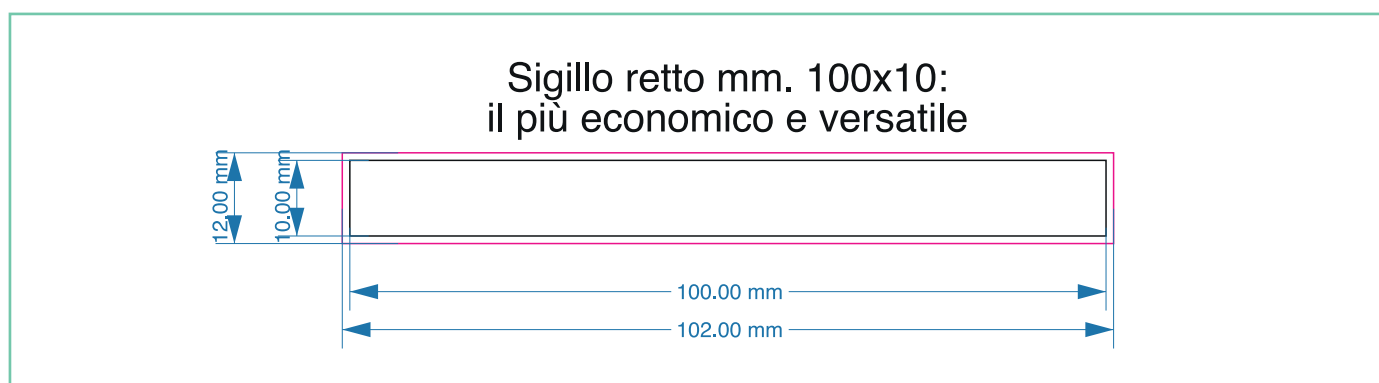 Sigillo retto mm. 100x10:
il più economico e versatile
12.00 mm
10.00 mm
100.00 mm
102.00 mm